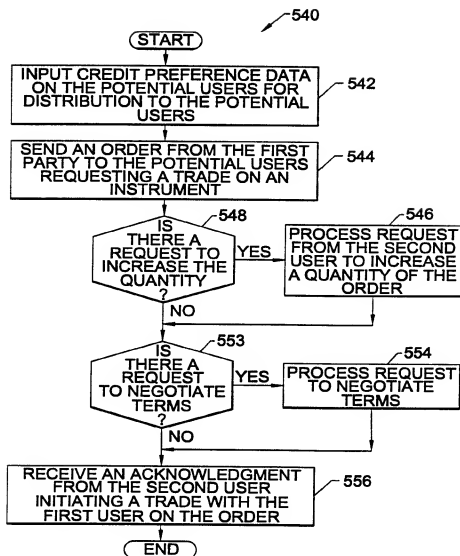 540
START
INPUT CREDIT PREFERENCE DATA
ON THE POTENTIAL USERS FOR
DISTRIBUTION TO THE POTENTIAL
USERS
542
SEND AN ORDER FROM THE FIRST
PARTY TO THE POTENTIAL USERS
REQUESTING A TRADE ON AN
INSTRUMENT
544
548
IS
THERE A
REQUEST TO
INCREASE THE
QUANTITY
?
YES
NO
546
PROCESS REQUEST
FROM THE SECOND
USER TO INCREASE
A QUANTITY OF THE
ORDER
553
IS
THERE A
REQUEST
TO NEGOTIATE
TERMS
?
YES
NO
554
PROCESS REQUEST
TO NEGOTIATE
TERMS
RECEIVE AN ACKNOWLEDGMENT
FROM THE SECOND USER
INITIATING A TRADE WITH THE
FIRST USER ON THE ORDER
556
END